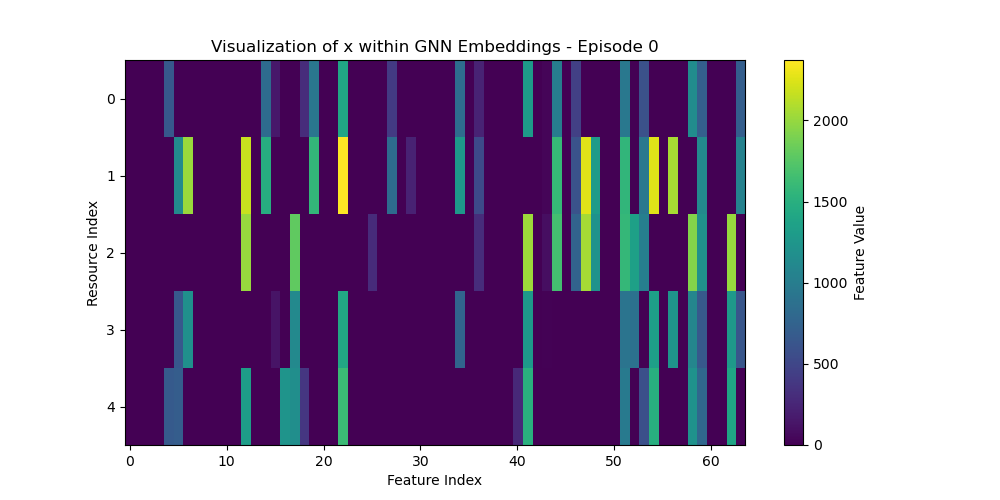 Visualization of x within GNN Embeddings - Episode 0
Resource Index
0
1
2
3
4
0 10 20 30 40 50 60
Feature Index
2000
1500
1000
500
0
Feature Value